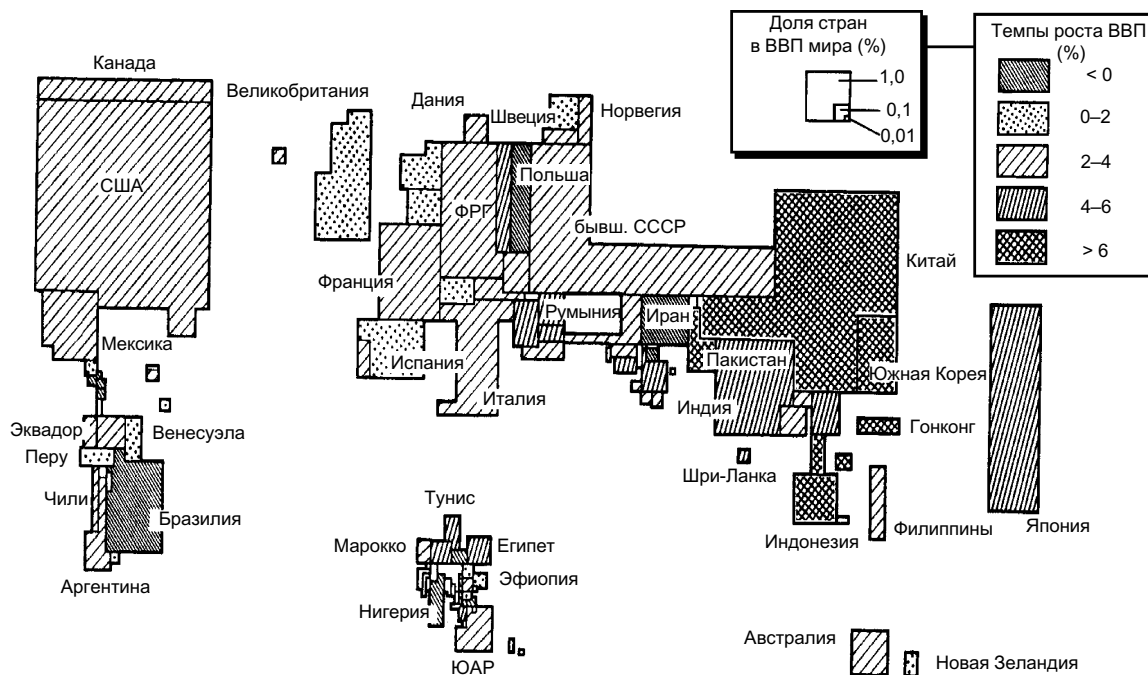 Канада
Великобритания
Дания
Швеция
Норвегия
Доля стран
в ВВП мира (%)
1,0
0,1
0,01
Темпы роста ВВП
(%)
< 0
0–2
2–4
4–6
> 6
США
Польша
ФРГ
бывш. СССР
Китай
Франция
Румыния
Иран
Мексика
Испания
Пакистан
Южная Корея
Италия
Индия
Эквадор
Венесуэла
Гонконг
Перу
Шри-Ланка
Чили
Бразилия
Тунис
Филиппины
Япония
Индонезия
Марокко
Египет
Аргентина
Эфиопия
Нигерия
ЮАР
Австралия
Новая Зеландия